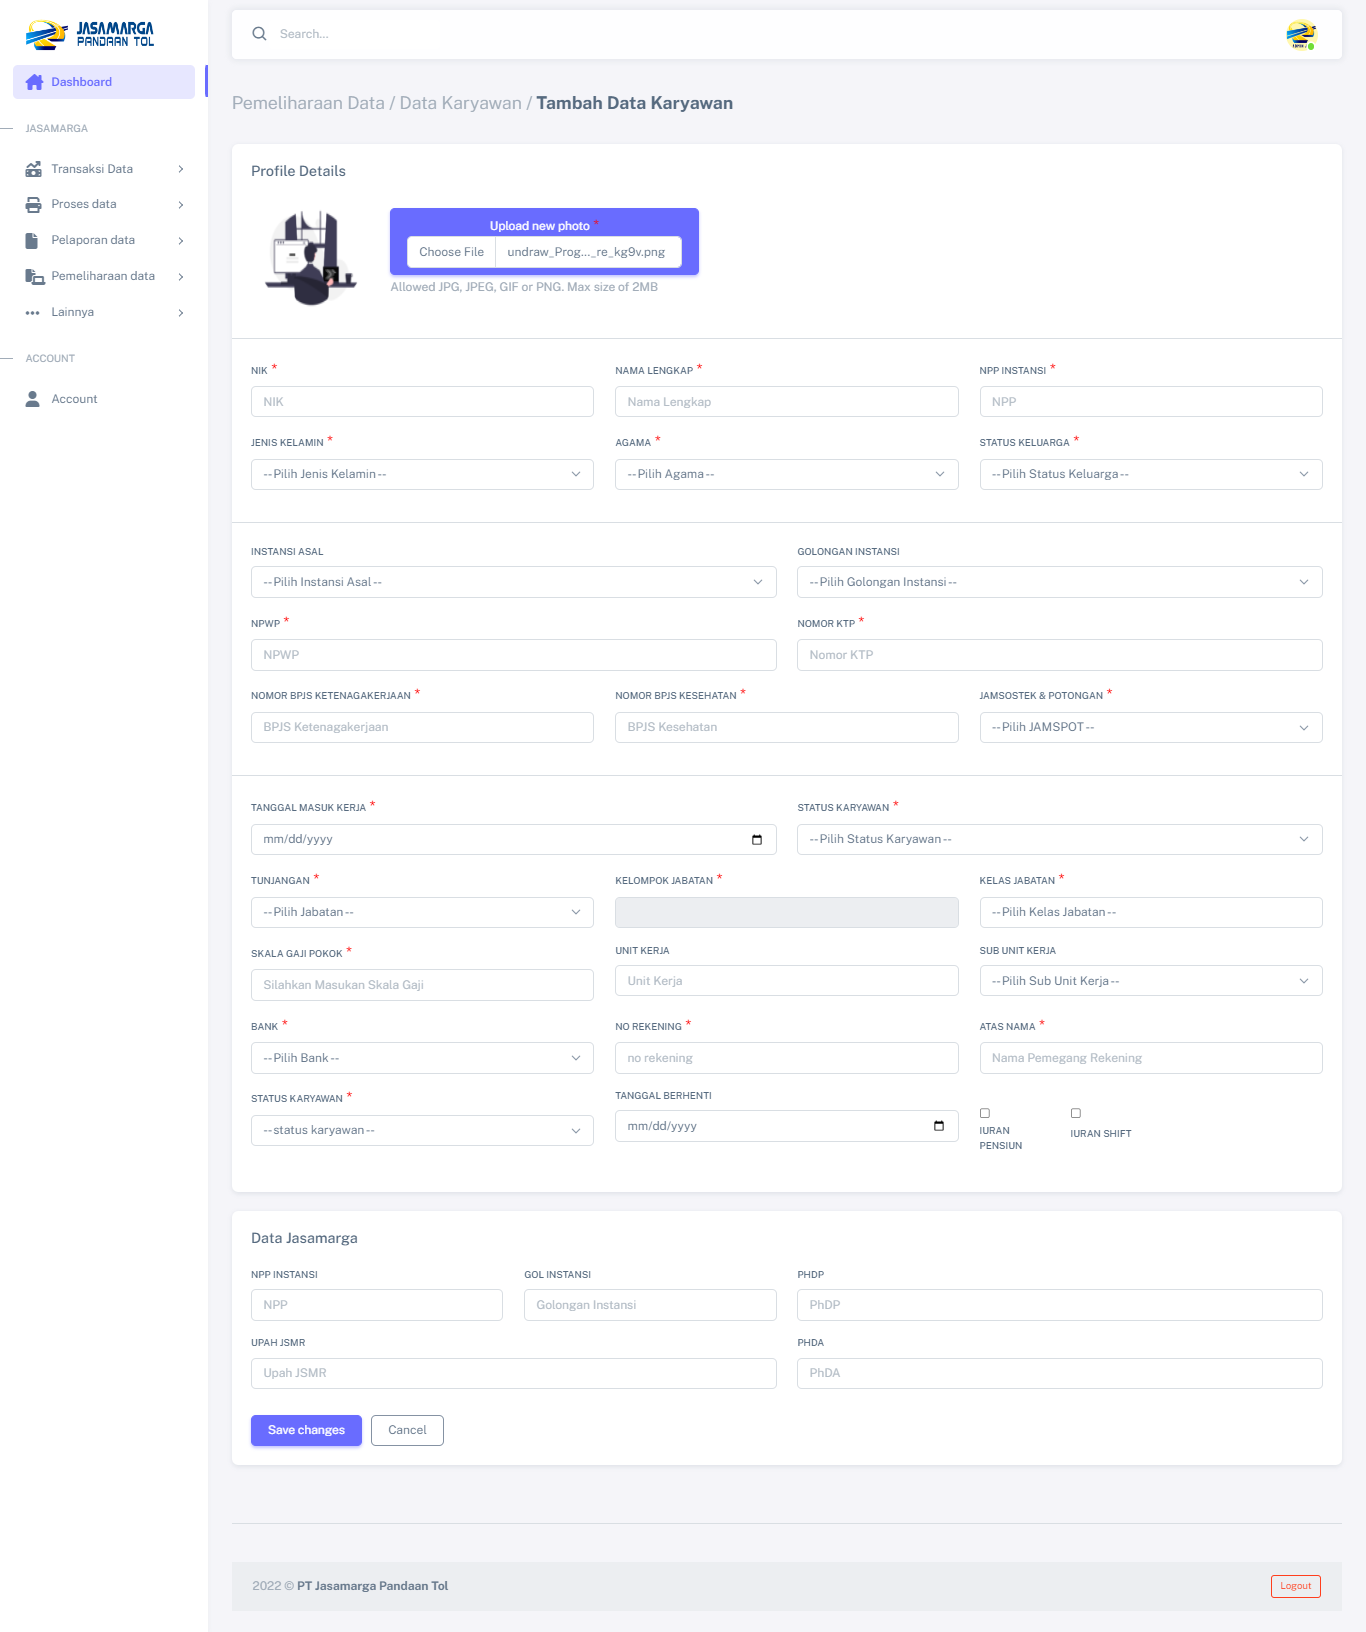 JASAMARGA
PANDAAN TOL
Search...
Dashboard
JASAMARGA
Transaksi Data
Proses data
Pelaporan data
Pemeliharaan data
Lainnya
ACCOUNT
Account
Pemeliharaan Data / Data Karyawan / Tambah Data Karyawan
Profile Details
Upload new photo *
Choose File undraw_Prog..._re_kg9v.png
Allowed JPG, JPEG, GIF or PNG. Max size of 2MB
NIK * NAMA LENGKAP * NPP INSTANSI *
NIK Nama Lengkap NPP
JENIS KELAMIN * AGAMA * STATUS KELUARGA *
--Pilih Jenis Kelamin-- --Pilih Agama-- --Pilih Status Keluarga--
INSTANSI ASAL GOLONGAN INSTANSI
--Pilih Instansi Asal-- --Pilih Golongan Instansi--
NPWP * NOMOR KTP *
NPWP Nomor KTP
NOMOR BPJS KETENAGAKERJAAN * NOMOR BPJS KESEHATAN * JAMSOSTEK & POTONGAN *
BPJS Ketenagakerjaan BPJS Kesehatan --Pilih JAMSPOT--
TANGGAL MASUK KERJA * STATUS KARYAWAN *
mm/dd/yyyy --Pilih Status Karyawan--
TUNJANGAN * KELOMPOK JABATAN * KELAS JABATAN *
--Pilih Jabatan-- --Pilih Kelas Jabatan--
SKALA GAJI POKOK * UNIT KERJA SUB UNIT KERJA
Silahkan Masukan Skala Gaji Unit Kerja --Pilih Sub Unit Kerja--
BANK * NO REKENING * ATAS NAMA *
--Pilih Bank-- no rekening Nama Pemegang Rekening
STATUS KARYAWAN * TANGGAL BERHENTI
--status karyawan-- mm/dd/yyyy
IURAN PENSIUN
IURAN SHIFT
Data Jasamarga
NPP INSTANSI GOL INSTANSI PHDP
NPP Golongan Instansi PhDP
UPAH JSMR PHDA
Upah JSMR PhDA
Save changes Cancel
2022 © PT Jasamarga Pandaan Tol
Logout